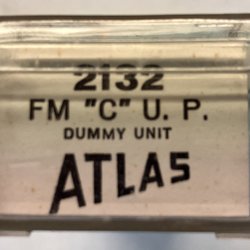 2132
FM "C" U. P.
DUMMY UNIT
ATLAS